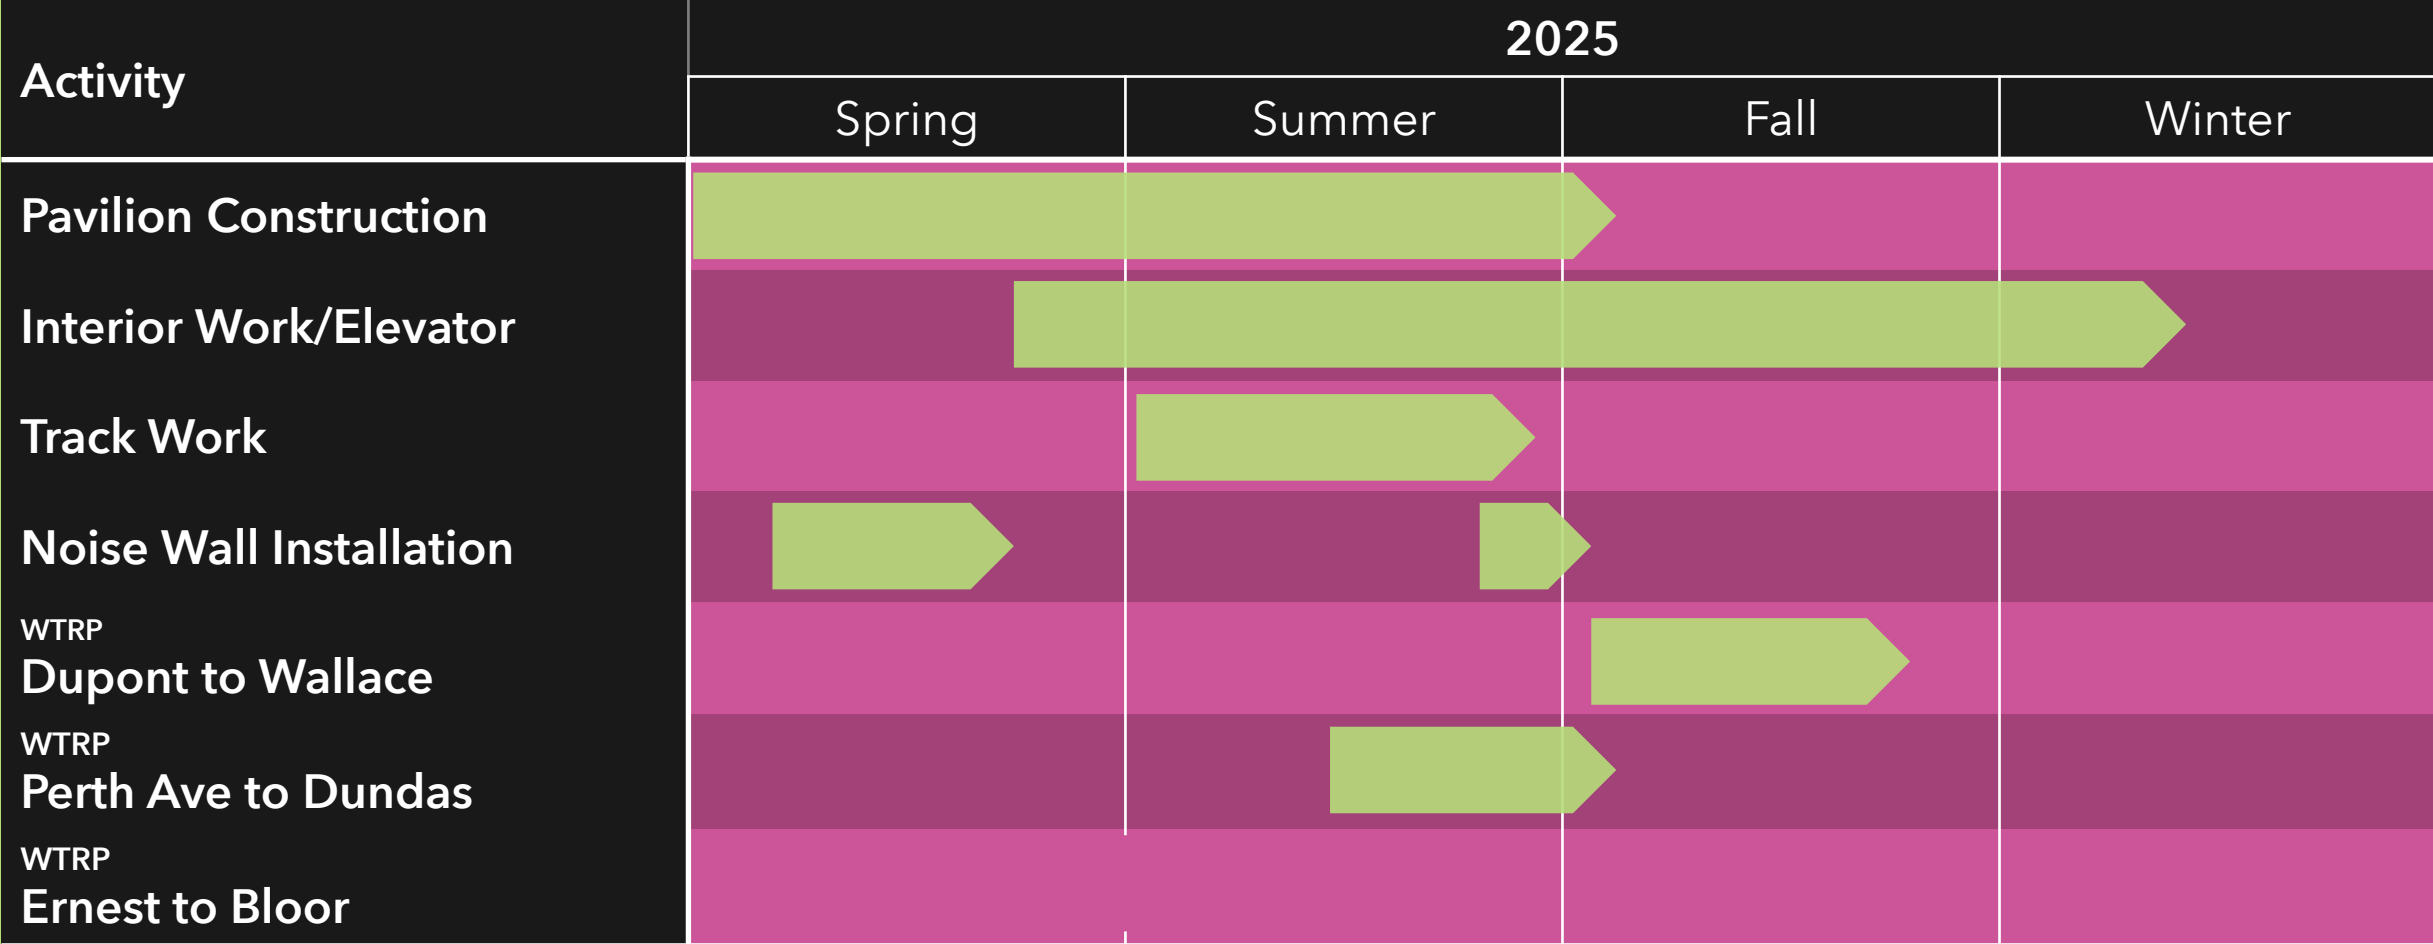 Activity
2025
Spring
Summer
Fall
Winter
Pavilion Construction
Interior Work/Elevator
Track Work
Noise Wall Installation
WTRP
Dupont to Wallace
WTRP
Perth Ave to Dundas
WTRP
Ernest to Bloor